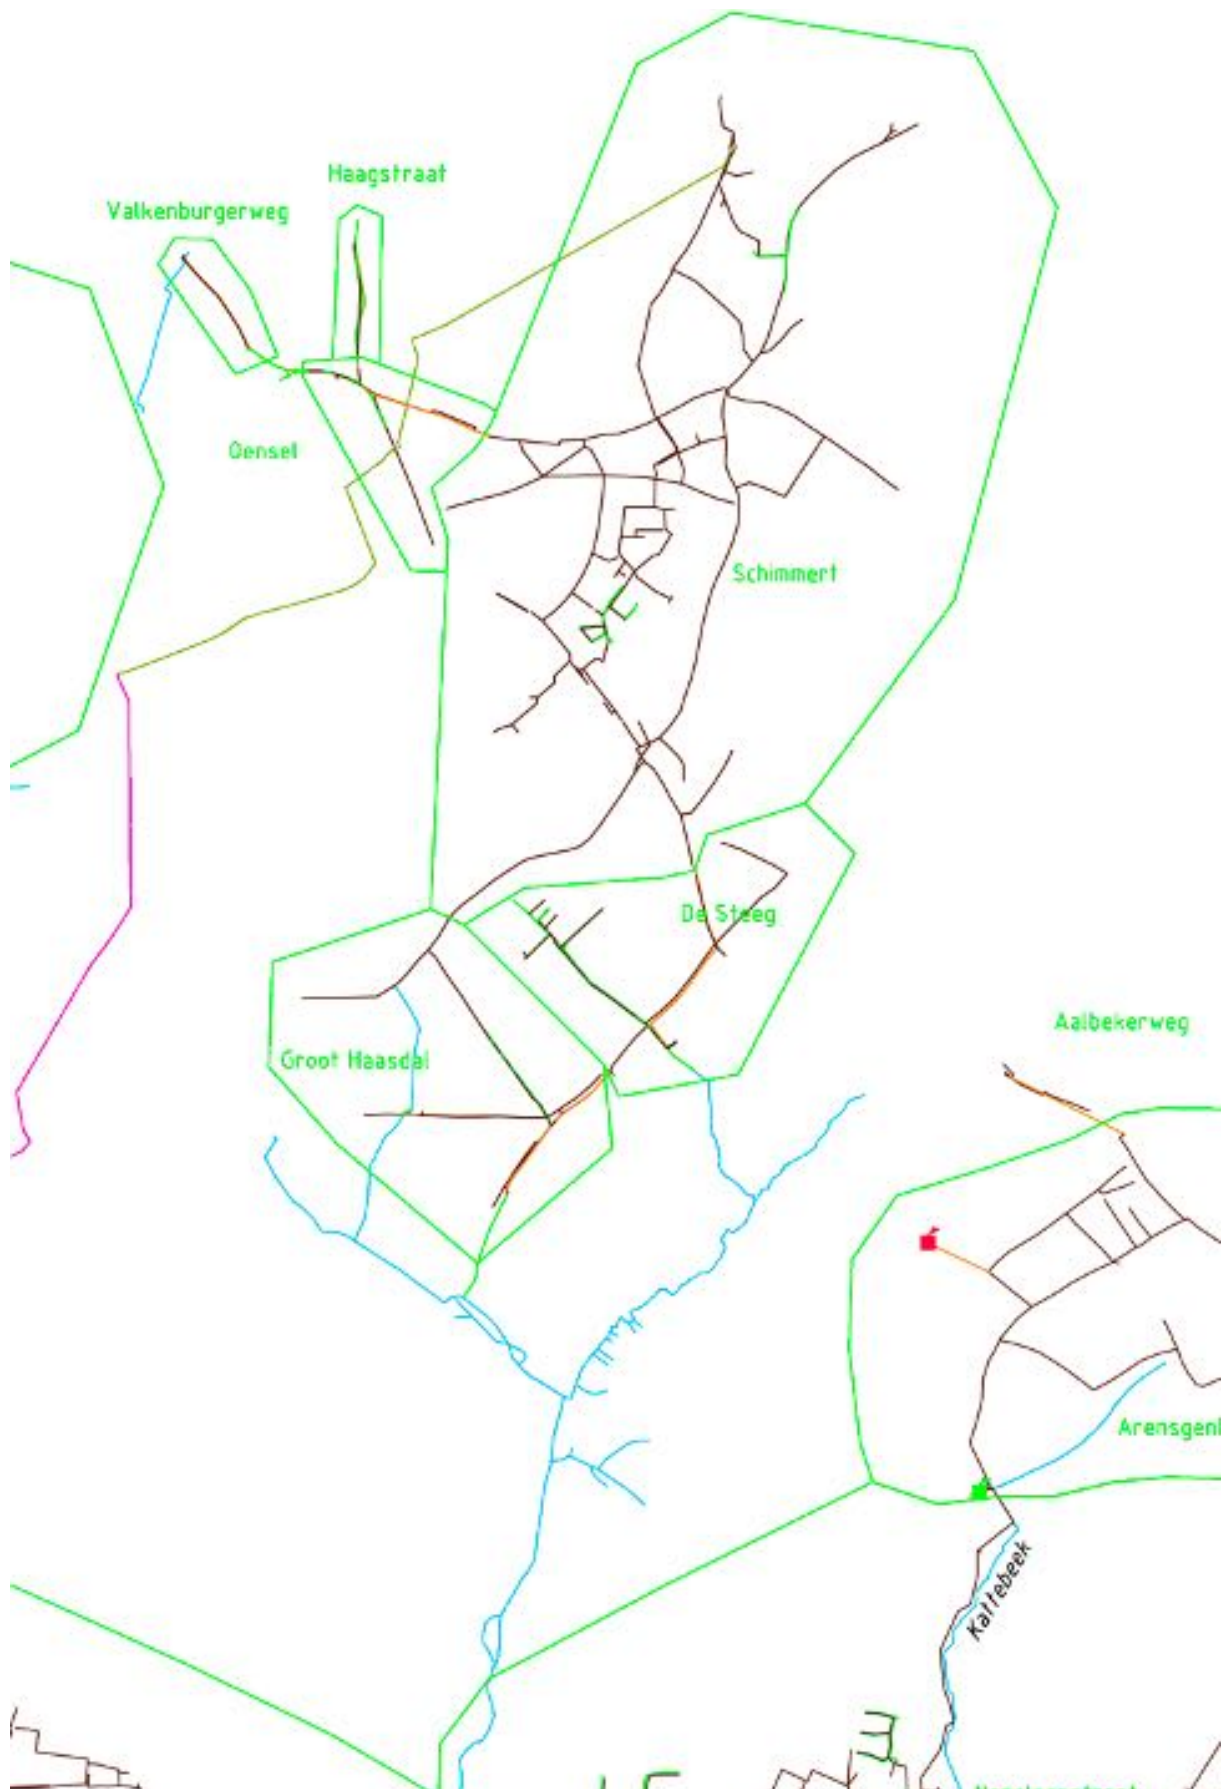 Haagstraat
Valkenburgerweg
Oensel
Schimmert
De Steeg
Aalbekerweg
Groot Haasdal
Kattebeek